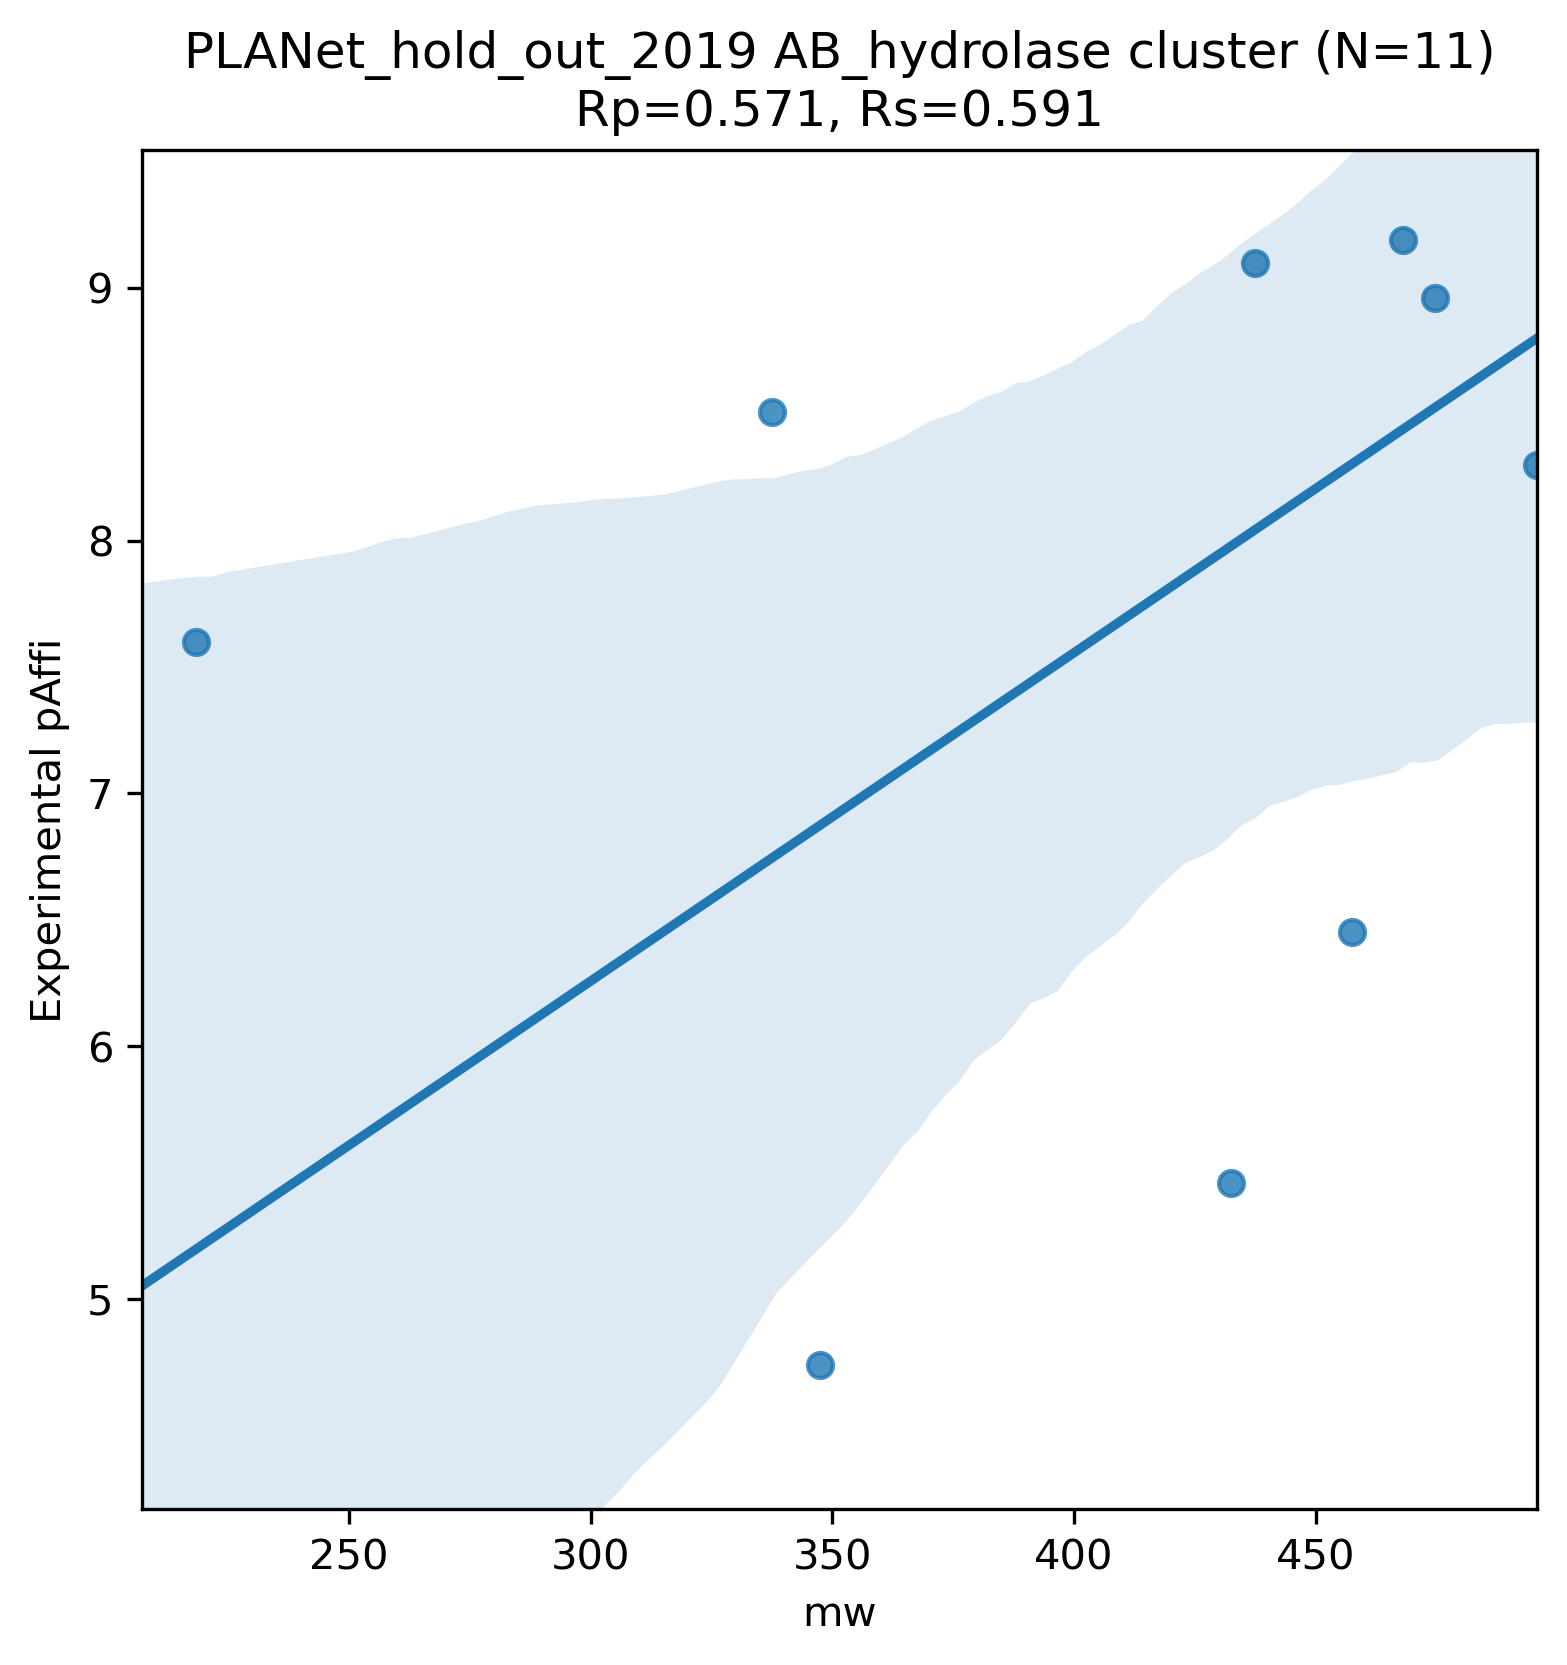 PLANet_hold_out_2019 AB_hydrolase cluster (N=11)
Rp=0.571, Rs=0.591
9
8
7
6
5
Experimental pAffi
250 300 350 400 450
mw